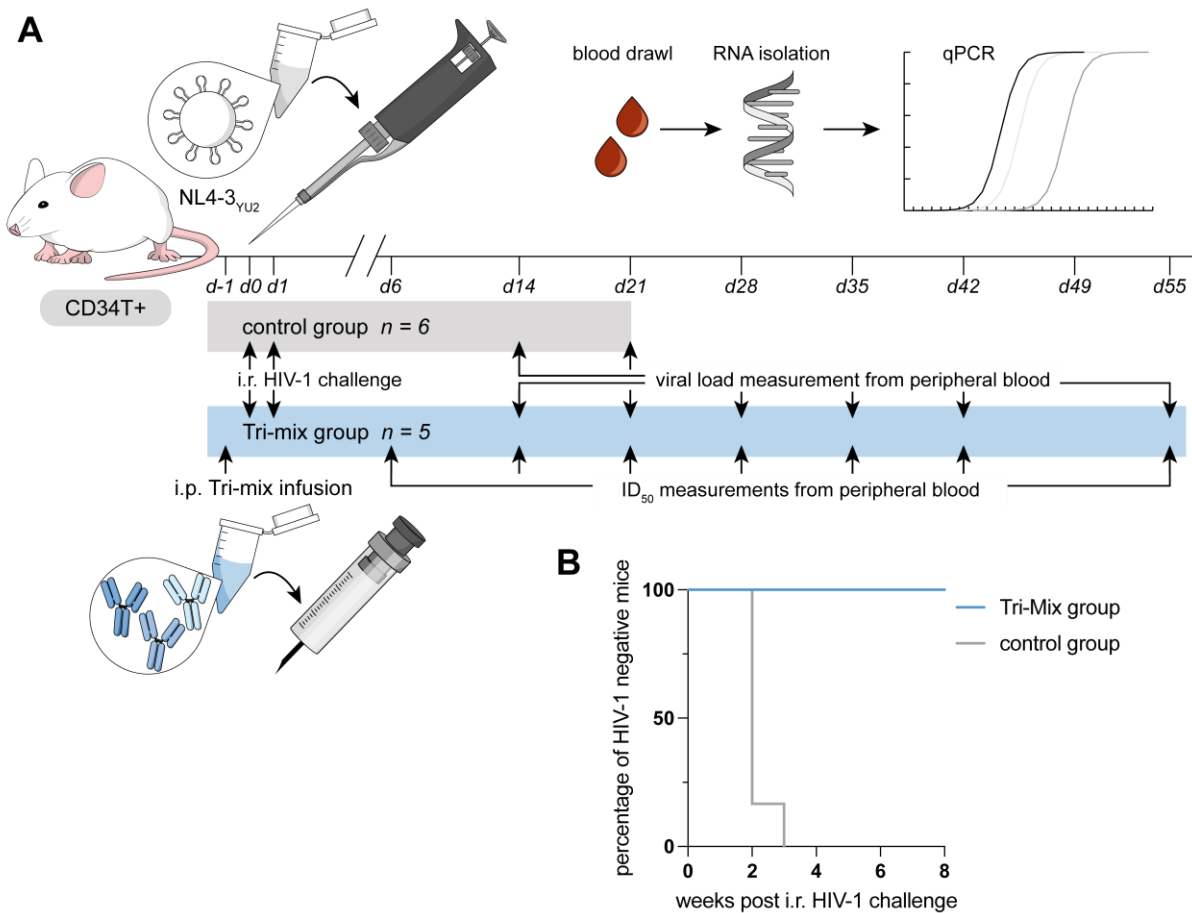 A
blood drawl
RNA isolation
qPCR
NL4-3YU2
d-1 d0 d1 d6 d14 d21 d28 d35 d42 d49 d55
CD34T+
control group n = 6
i.r. HIV-1 challenge
viral load measurement from peripheral blood
Tri-mix group n = 5
i.p. Tri-mix infusion
ID50 measurements from peripheral blood
B
percentage of HIV-1 negative mice
100
50
0
0 2 4 6 8
weeks post i.r. HIV-1 challenge
Tri-Mix group
control group